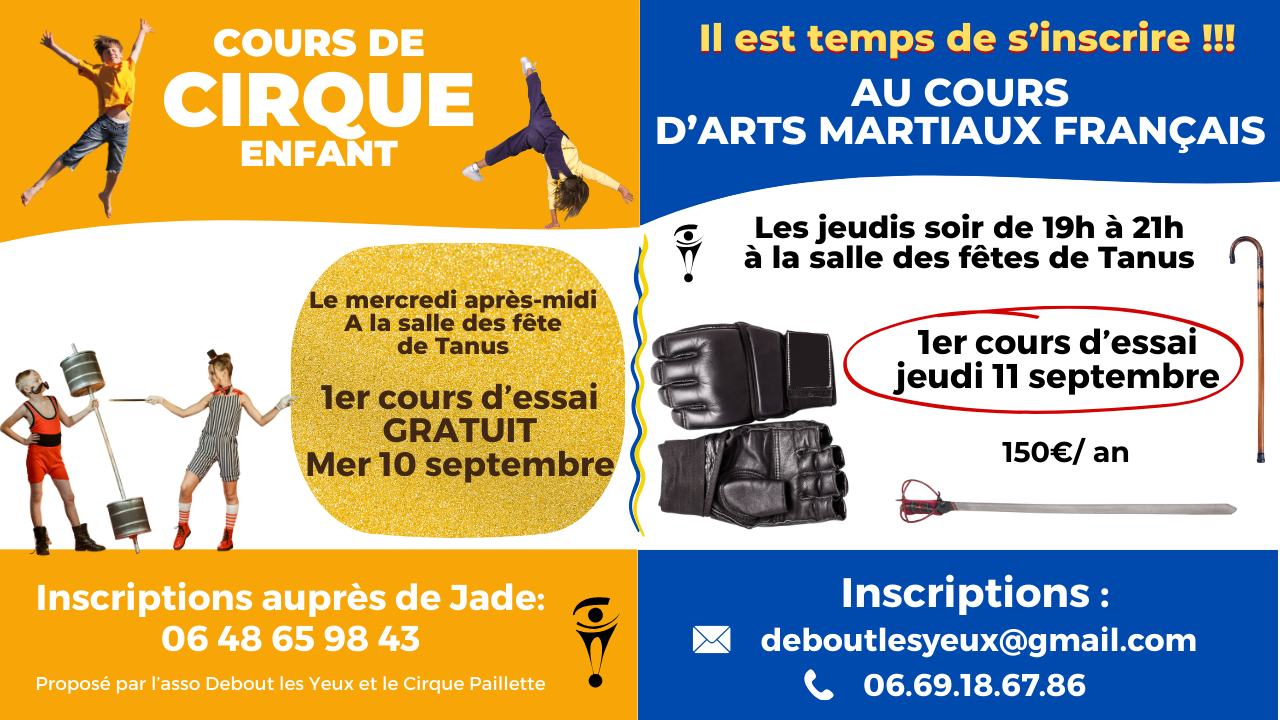 COURS DE
CIRQUE
ENFANT
Le mercredi après-midi
A la salle des fête
de Tanus
1er cours d’essai
GRATUIT
Mer 10 septembre
Inscriptions auprès de Jade:
06 48 65 98 43
Proposé par l’asso Debout les Yeux et le Cirque Paillette
Il est temps de s’inscrire !!!
AU COURS
D’ARTS MARTIAUX FRANÇAIS
Les jeudis soir de 19h à 21h
à la salle des fêtes de Tanus
1er cours d’essai
jeudi 11 septembre
150€/ an
Inscriptions :
deboutlesyeux@gmail.com
06.69.18.67.86